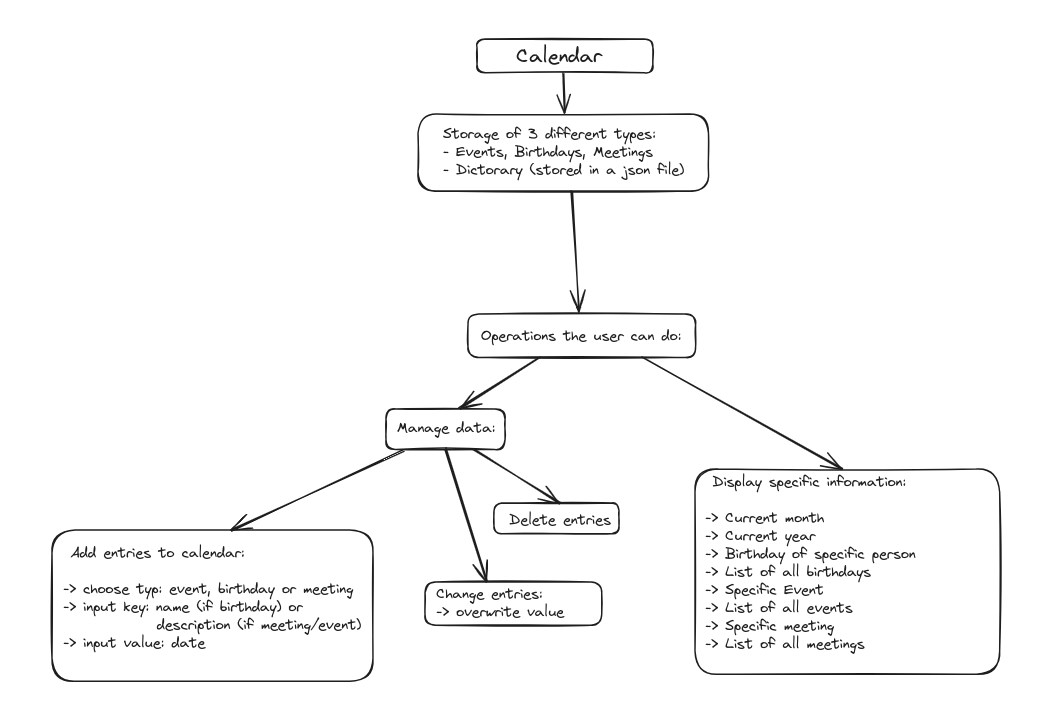 Calendar
Storage of 3 different types:
- Events, Birthdays, Meetings
- Dictorary (stored in a json file)
Operations the user can do:
Manage data:
Add entries to calendar:
-> choose typ: event, birthday or meeting
-> input key: name (if birthday) or
description (if meeting/event)
-> input value: date
Change entries:
-> overwrite value
Delete entries
Display specific information:
-> Current month
-> Current year
-> Birthday of specific person
-> List of all birthdays
-> Specific Event
-> List of all events
-> Specific meeting
-> List of all meetings